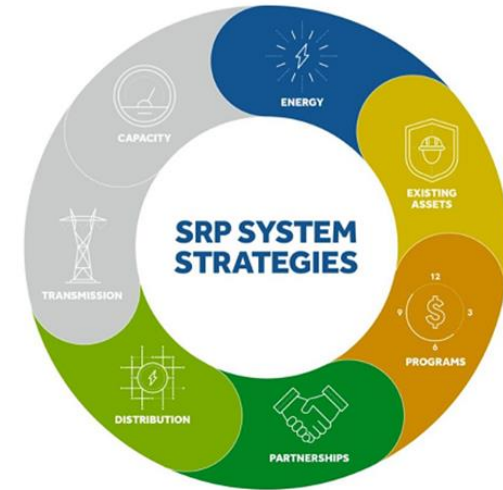 SRP SYSTEM
STRATEGIES
ENERGY
EXISTING
ASSETS
12
9
3
6
$
PROGRAMS
PARTNERSHIPS
DISTRIBUTION
TRANSMISSION
CAPACITY